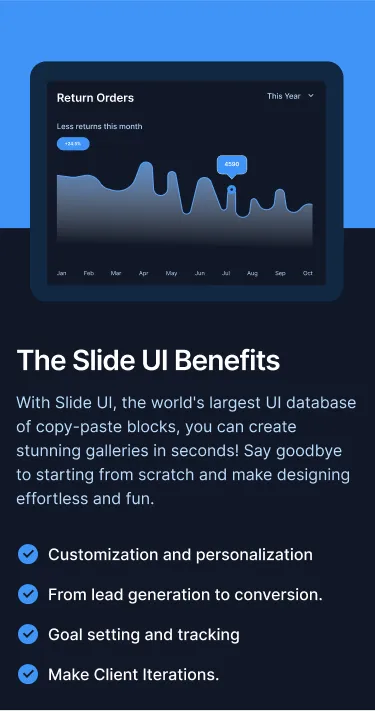 Return Orders
This Year
Less returns this month
4596
Jan Feb Mar Apr May Jun Jul Aug Sep Oct
The Slide UI Benefits
With Slide UI, the world's largest UI database
of copy-paste blocks, you can create
stunning galleries in seconds! Say goodbye
to starting from scratch and make designing
effortless and fun.
Customization and personalization
From lead generation to conversion.
Goal setting and tracking
Make Client Iterations.